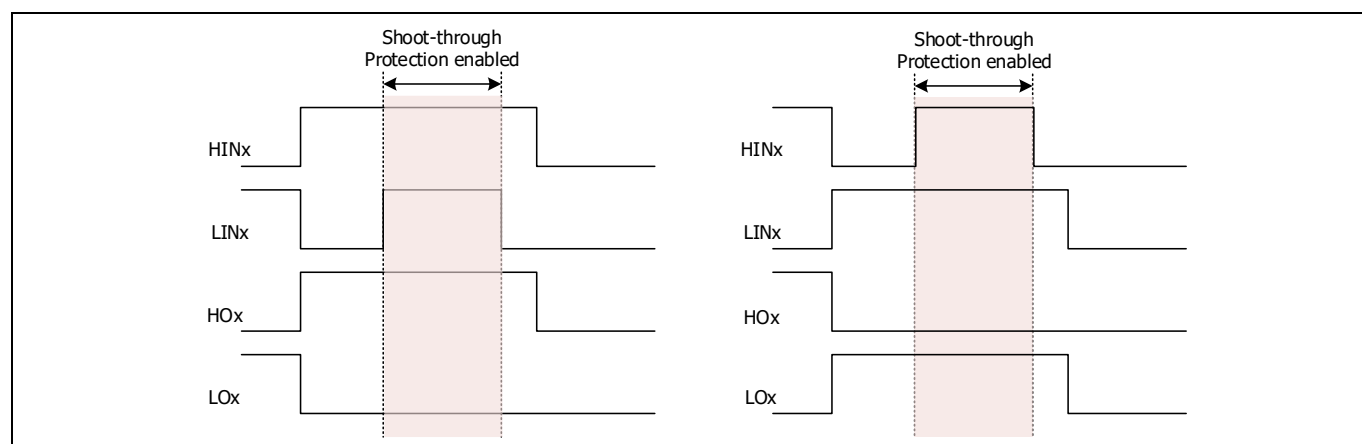 Shoot-through
Protection enabled
HINx
LINx
HOx
LOx
Shoot-through
Protection enabled
HINx
LINx
HOx
LOx